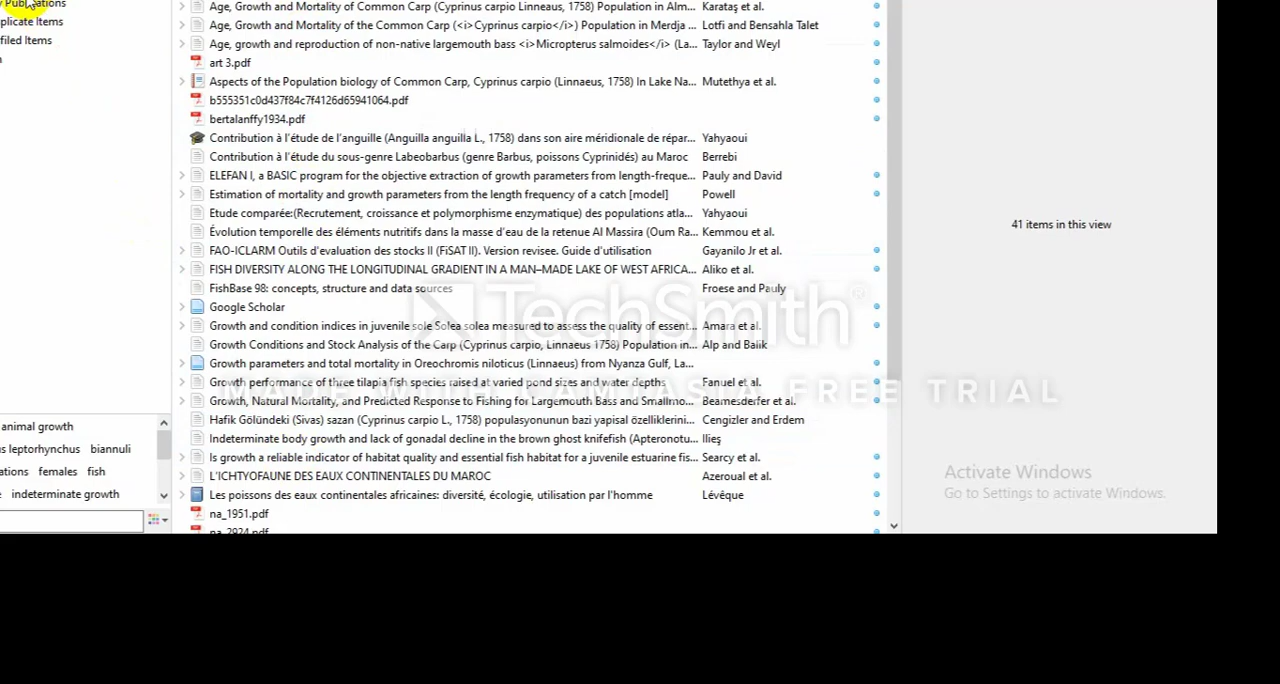 Publications
plicate Items
filed Items
Age, Growth and Mortality of Common Carp (Cyprinus carpio Linneaus, 1758) Population in Alm... Karataş et al.
Age, Growth and Mortality of the Common Carp (<i>Cyprinus carpio</i>) Population in Merdja ... Lotfi and Bensahla Talet
Age, growth and reproduction of non-native largemouth bass <i>Micropterus salmoides</i> (La... Taylor and Weyl
art 3.pdf
Aspects of the Population biology of Common Carp, Cyprinus carpio (Linnaeus, 1758) In Lake Na... Mutethya et al.
b555351c0d437f84c7f4126d65941064.pdf
bertalanffy1934.pdf
Contribution à l'étude de l'anguille (Anguilla anguilla L., 1758) dans son aire méridionale de répar... Yahyaoui
Contribution à l'étude du sous-genre Labeobarbus (genre Barbus, poissons Cyprinidés) au Maroc Berrebi
ELEFAN I, a BASIC program for the objective extraction of growth parameters from length-freque... Pauly and David
Estimation of mortality and growth parameters from the length frequency of a catch [model] Powell
Etude comparée:(Recrutement, croissance et polymorphisme enzymatique) des populations atla... Yahyaoui
Évolution temporelle des éléments nutritifs dans la masse d'eau de la retenue Al Massira (Oum Ra... Kemmou et al.
FAO-ICLARM Outils d'evaluation des stocks II (FiSAT II). Version revisee. Guide d'utilisation Gayanilo Jr et al.
FISH DIVERSITY ALONG THE LONGITUDINAL GRADIENT IN A MAN–MADE LAKE OF WEST AFRICA... Aliko et al.
FishBase 98: concepts, structure and data sources Froese and Pauly
Google Scholar
Growth and condition indices in juvenile sole Solea solea measured to assess the quality of essent... Amara et al.
Growth Conditions and Stock Analysis of the Carp (Cyprinus carpio, Linnaeus 1758) Population in... Alp and Balik
Growth parameters and total mortality in Oreochromis niloticus (Linnaeus) from Nyanza Gulf, La...
Growth performance of three tilapia fish species raised at varied pond sizes and water depths Fanuel et al.
Growth, Natural Mortality, and Predicted Response to Fishing for Largemouth Bass and Smallmo... Beamesderfer et al.
Hafik Gölündeki (Sivas) sazan (Cyprinus carpio L., 1758) populasyonunun bazi yapisal özelliklerini... Cengizler and Erdem
Indeterminate body growth and lack of gonadal decline in the brown ghost knifefish (Apteronotu... Ilieş
Is growth a reliable indicator of habitat quality and essential fish habitat for a juvenile estuarine fis... Searcy et al.
L'ICHTYOFAUNE DES EAUX CONTINENTALES DU MAROC Azeroual et al.
Les poissons des eaux continentales africaines: diversité, écologie, utilisation par l'homme Lévêque
na_1951.pdf
na_2924.pdf
animal growth
s leptorhynchus biannuli
ations females fish
indeterminate growth
41 items in this view
TechSmith®
MADE WITH CAMTASIA FREE TRIAL
Activate Windows
Go to Settings to activate Windows.